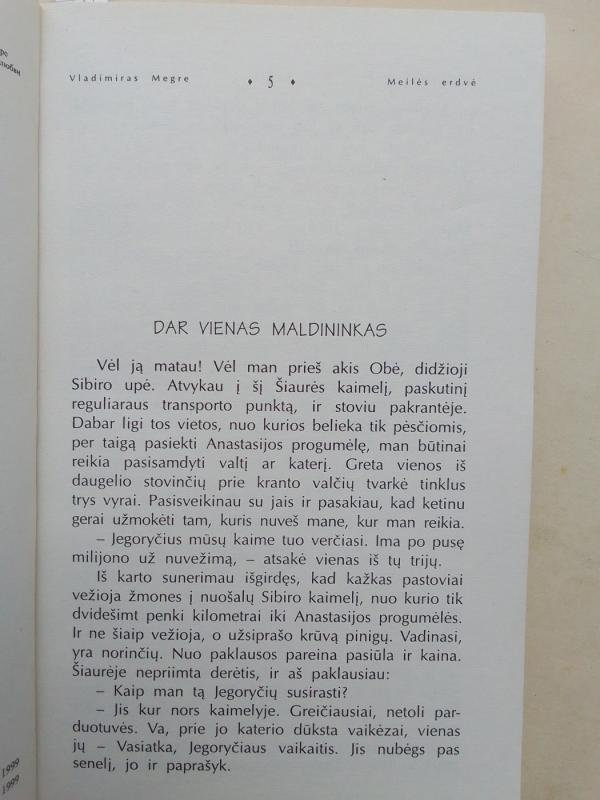 ро
любви
Vladimiras Megre ♦ 5 ♦ Meilės erdvė
DAR VIENAS MALDININKAS
Vėl ją matau! Vėl man prieš akis Obė, didžioji
Sibiro upė. Atvykau į šį Šiaurės kaimelį, paskutinį
reguliaraus transporto punktą, ir stoviu pakrantėje.
Dabar ligi tos vietos, nuo kurios belieka tik pėsčiomis,
per taigą pasiekti Anastasijos progumėlę, man būtinai
reikia pasisamdyti valtį ar katerį. Greta vienos iš
daugelio stovinčių prie kranto valčių tvarkė tinklus
trys vyrai. Pasisveikinau su jais ir pasakiau, kad ketinu
gerai užmokėti tam, kuris nuveš mane, kur man reikia.
– Jegoryčius mūsų kaime tuo verčiasi. Ima po pusę
milijono už nuvežimą, – atsakė vienas iš tų trijų.
Iš karto sunerimau išgirdęs, kad kažkas pastoviai
vežioja žmones į nuošalų Sibiro kaimelį, nuo kurio tik
dvidešimt penki kilometrai iki Anastasijos progumėlės.
Ir ne šiaip vežioja, o užsiprašo krūvą pinigų. Vadinasi,
yra norinčių. Nuo paklausos pareina pasiūla ir kaina.
Šiaurėje nepriimta derėtis, ir aš paklausiau:
– Kaip man tą Jegoryčių susirasti?
– Jis kur nors kaimelyje. Greičiausiai, netoli par-
duotuvės. Va, prie jo katerio dūksta vaikėzai, vienas
jų – Vasiatka, Jegoryčiaus vaikaitis. Jis nubėgs pas
senelį, jo ir paprašyk.
1999
1999